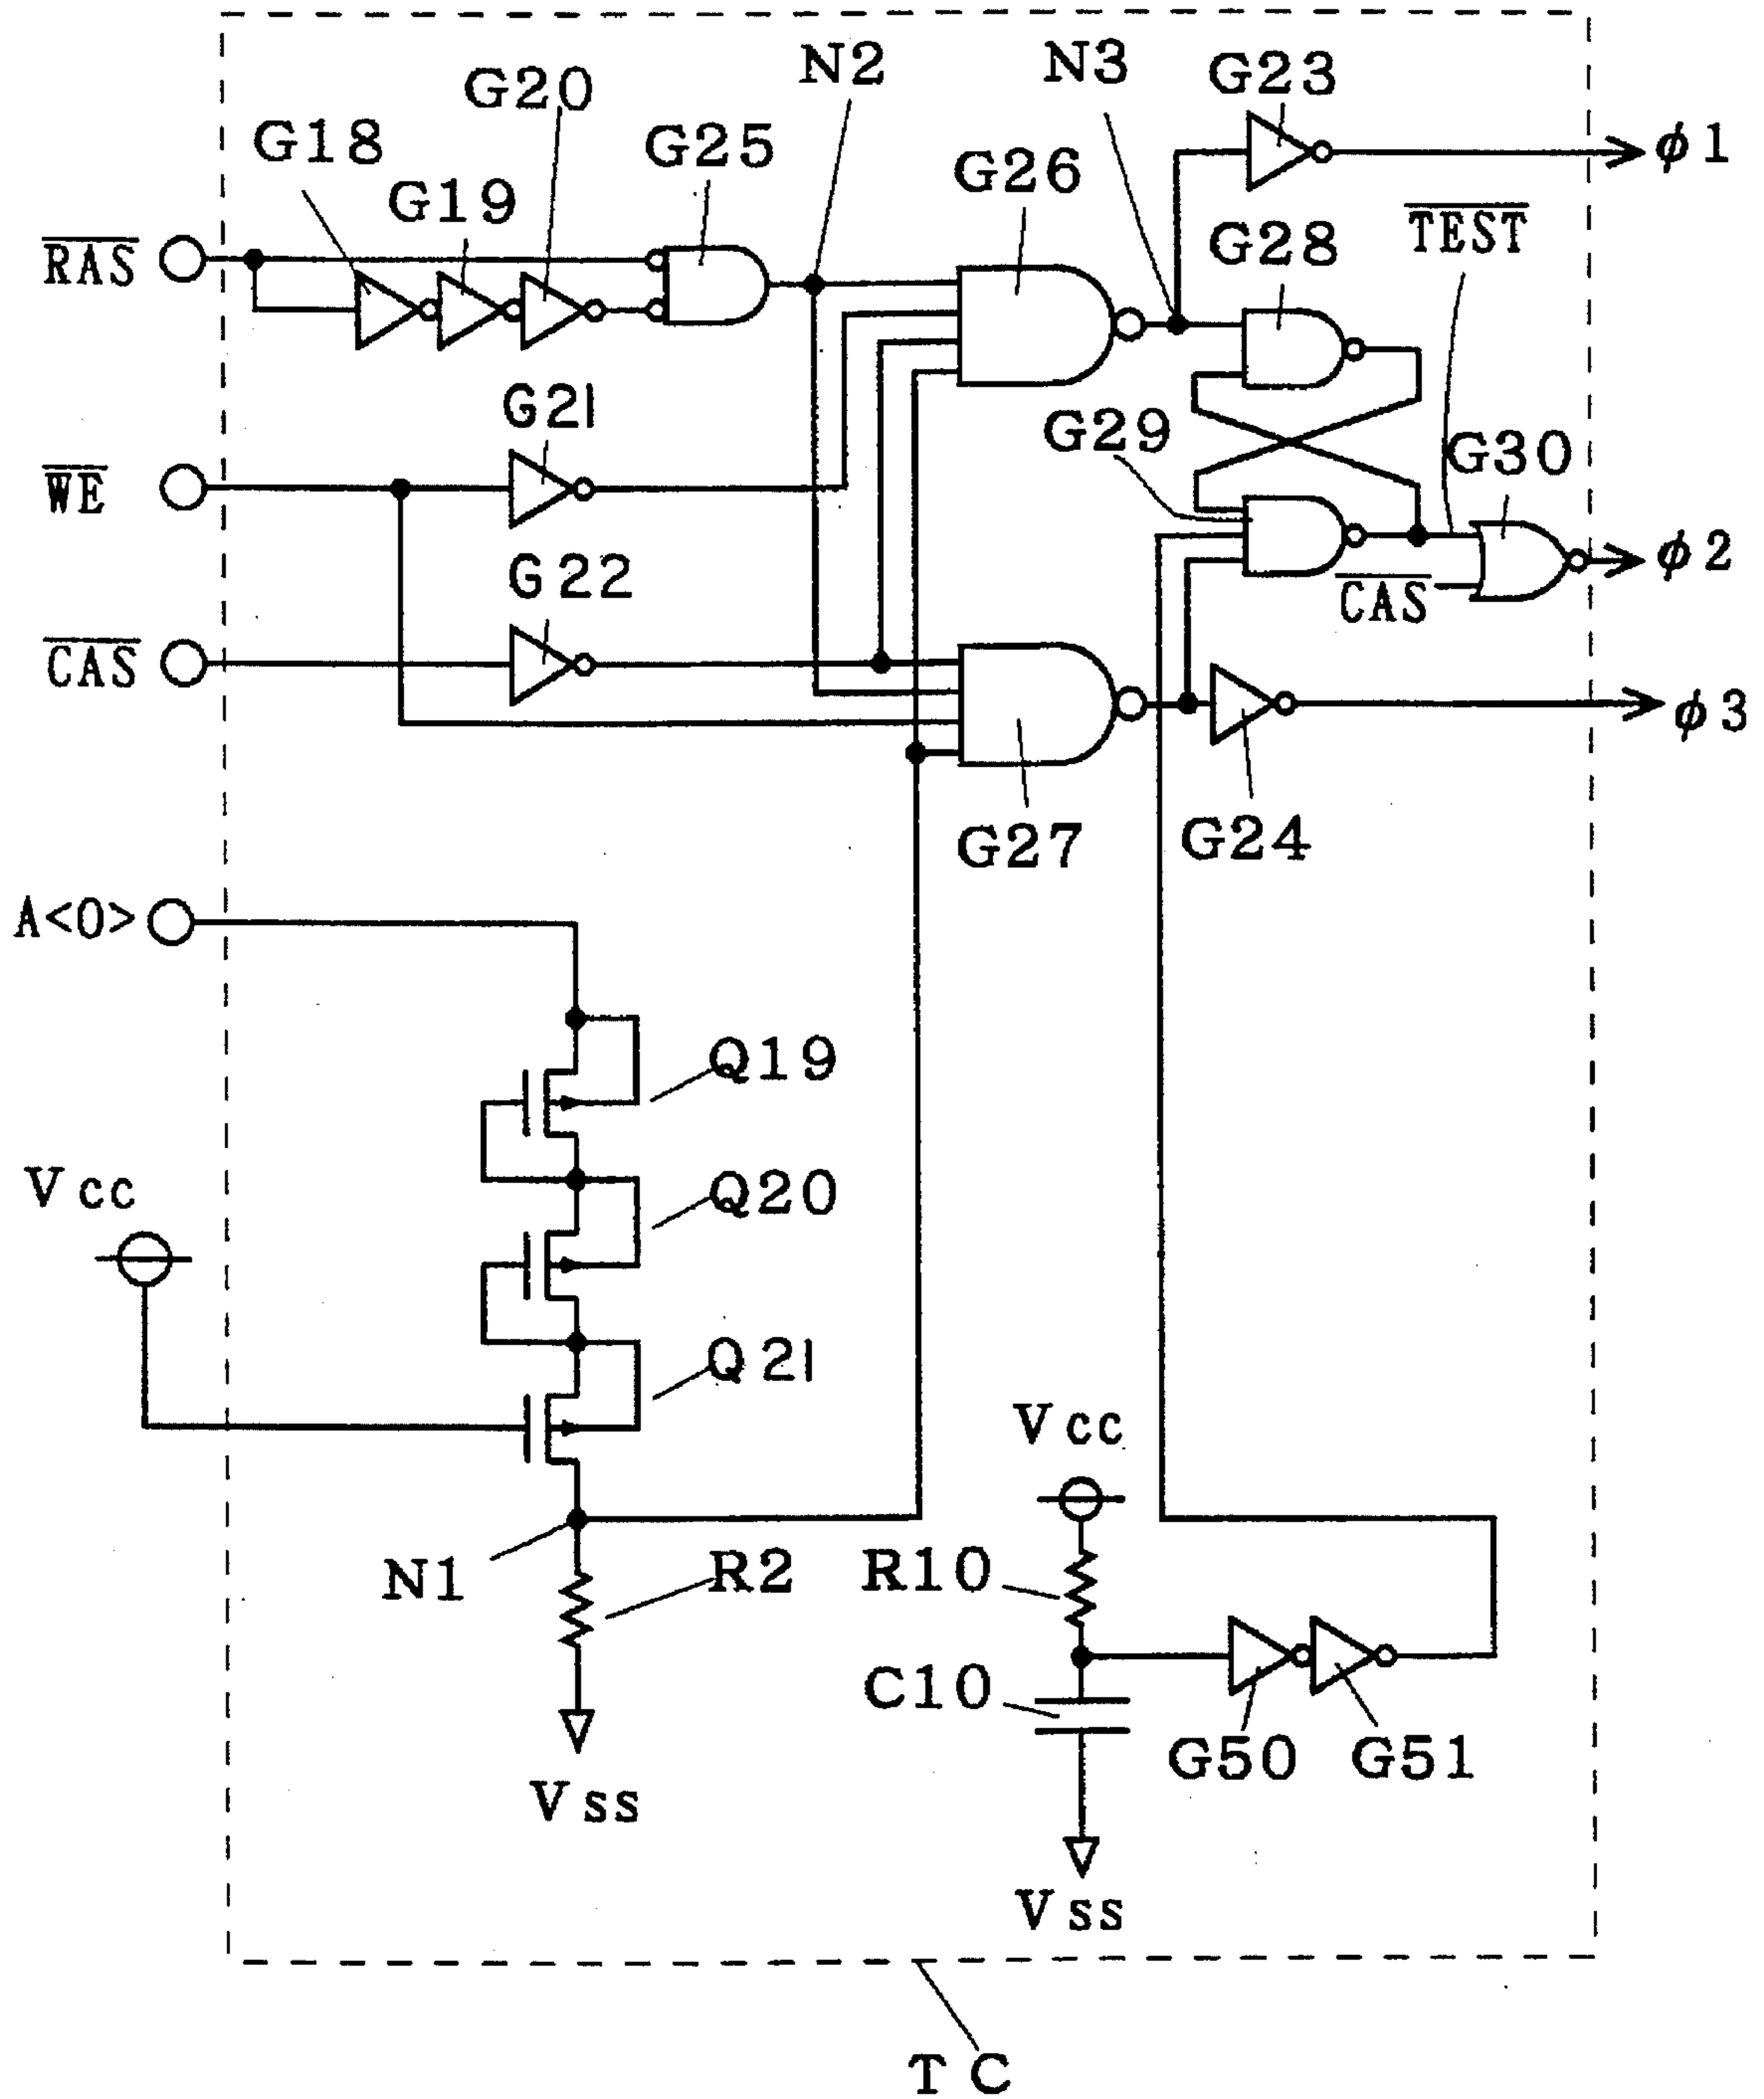 N2
N3
G23
G20
φ1
G18
G25
G26
G19
TEST
G28
RAS
G21
G29
G30
WE
φ2
G22
CAS
CAS
φ3
G27
G24
A<0>
Q19
Vcc
Q20
Q21
Vcc
N1
R2
R10
C10
G50
G51
Vss
Vss
TC